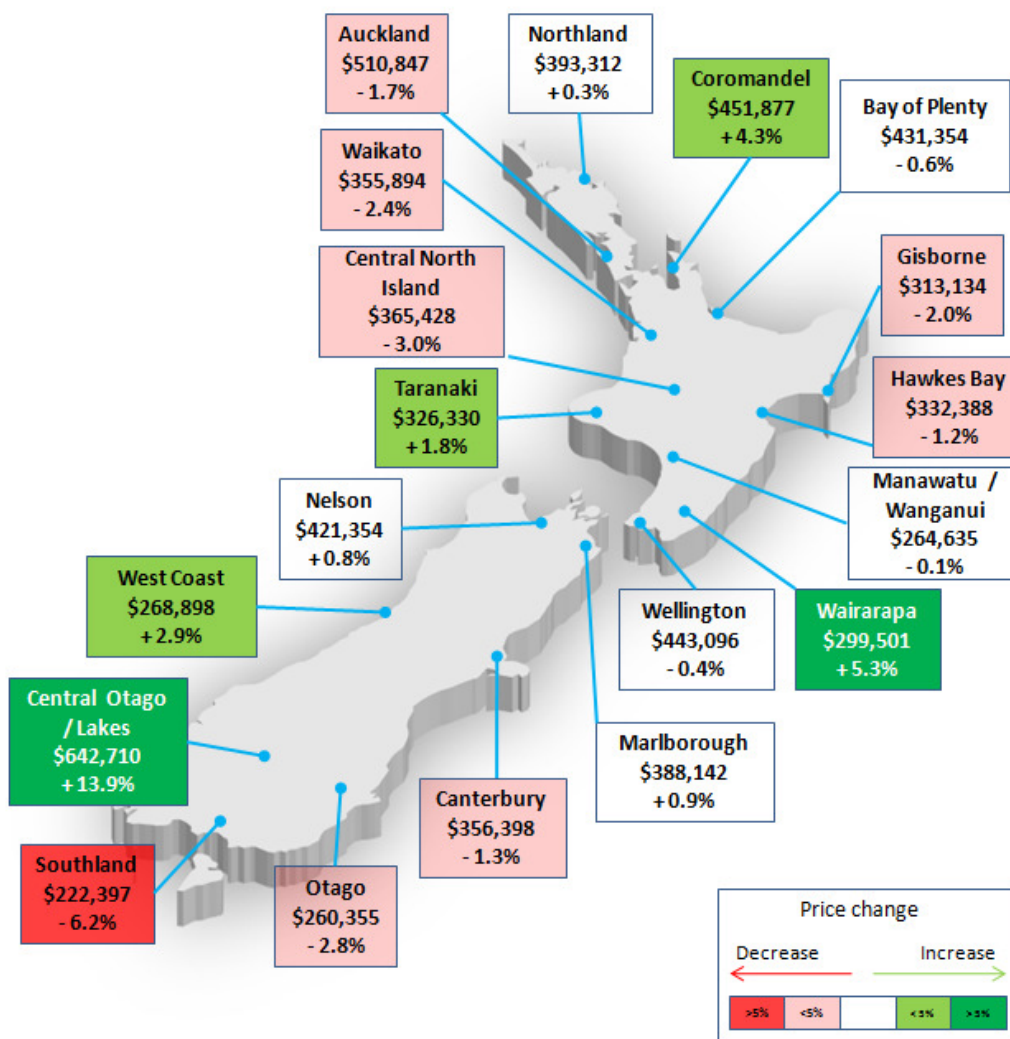 Auckland
$510,847
- 1.7%
Northland
$393,312
+0.3%
Coromandel
$451,877
+4.3%
Bay of Plenty
$431,354
- 0.6%
Waikato
$355,894
- 2.4%
Central North
Island
$365,428
- 3.0%
Gisborne
$313,134
- 2.0%
Taranaki
$326,330
+1.8%
Hawkes Bay
$332,388
- 1.2%
Manawatu /
Wanganui
$264,635
- 0.1%
Nelson
$421,354
+0.8%
West Coast
$268,898
+2.9%
Wellington
$443,096
- 0.4%
Wairarapa
$299,501
+5.3%
Central Otago
/ Lakes
$642,710
+13.9%
Marlborough
$388,142
+0.9%
Canterbury
$356,398
- 1.3%
Southland
$222,397
- 6.2%
Otago
$260,355
- 2.8%
Price change
Decrease
Increase
>5%
<5%
<5%
>5%